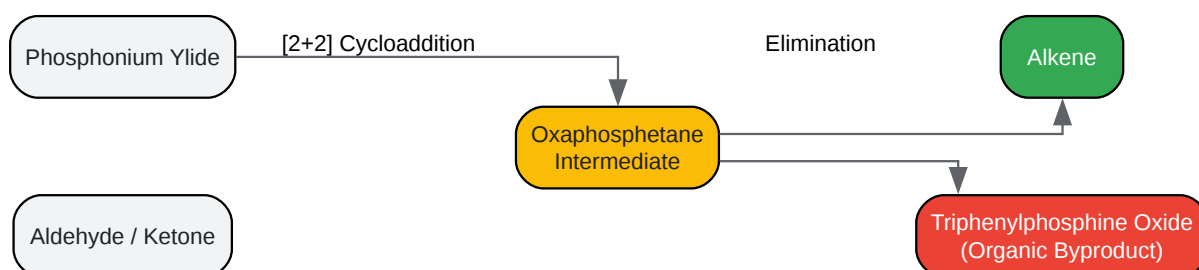 Phosphonium Ylide
[2+2] Cycloaddition
Elimination
Alkene
Oxaphosphetane
Intermediate
Aldehyde / Ketone
Triphenylphosphine Oxide
(Organic Byproduct)